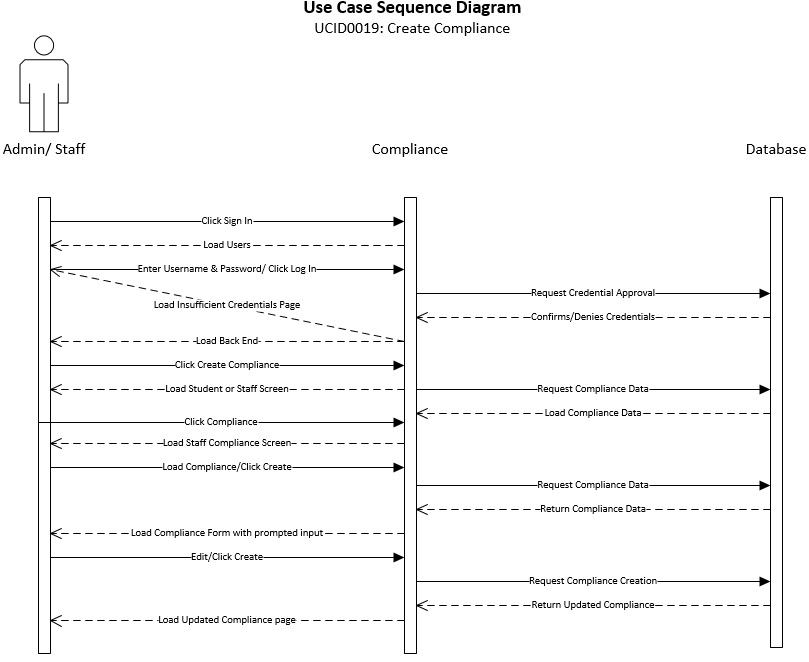 Use Case Sequence Diagram
UCID0019: Create Compliance
Admin/ Staff
Compliance
Database
Click Sign In
Load Users
Enter Username & Password/ Click Log In
Request Credential Approval
Load Insufficient Credentials Page
Confirms/Denies Credentials
Load Back End
Click Create Compliance
Load Student or Staff Screen
Request Compliance Data
Load Compliance Data
Click Compliance
Load Staff Compliance Screen
Load Compliance/Click Create
Request Compliance Data
Return Compliance Data
Load Compliance Form with prompted input
Edit/Click Create
Request Compliance Creation
Return Updated Compliance
Load Updated Compliance page